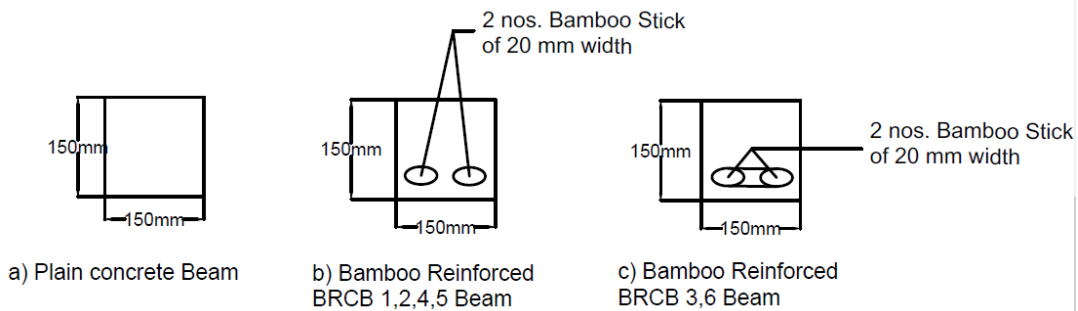 2 nos. Bamboo Stick
of 20 mm width
150mm
150mm
150mm
2 nos. Bamboo Stick
of 20 mm width
150mm
150mm
150mm
a) Plain concrete Beam
b) Bamboo Reinforced
BRCB 1,2,4,5 Beam
c) Bamboo Reinforced
BRCB 3,6 Beam